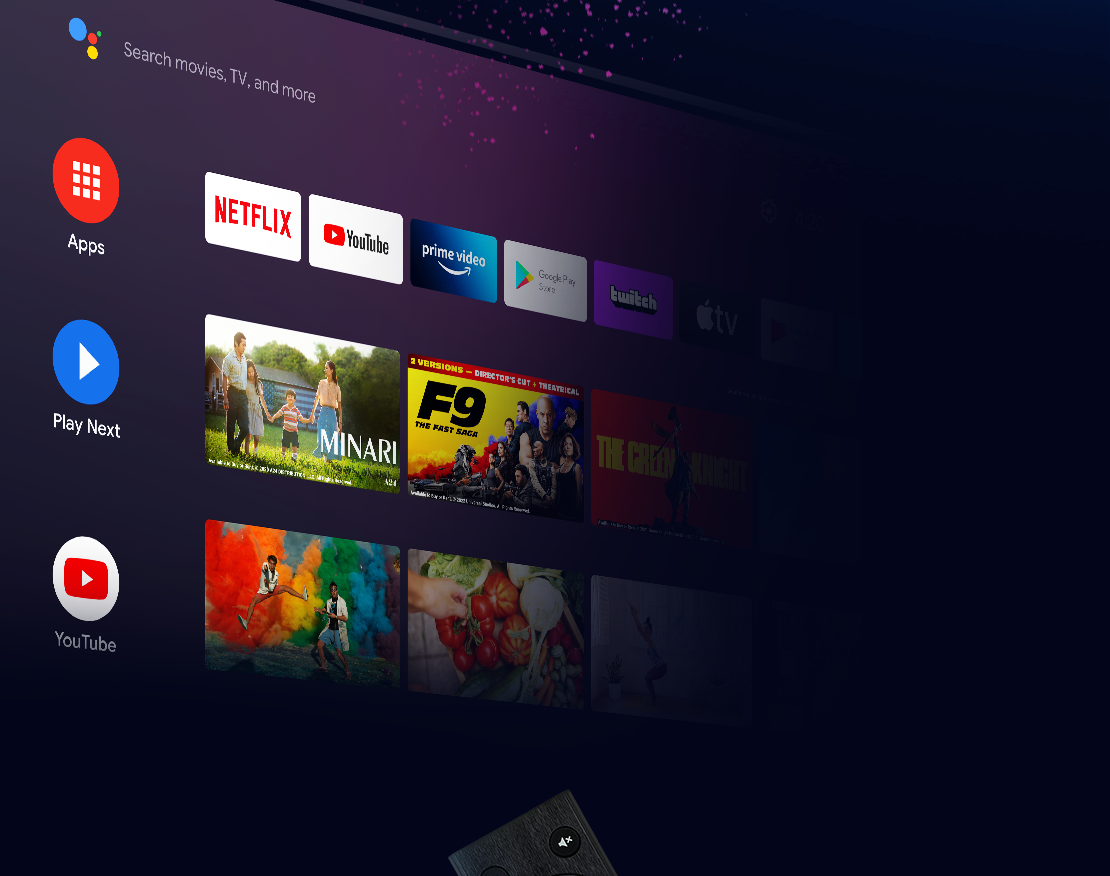 Search movies, TV, and more
Apps
NETFLIX
YouTube
prime video
Google Play
Store
twitch
tv
Play Next
MINARI
A24
2 VERSIONS — DIRECTOR'S CUT + THEATRICAL
F9
THE FAST SAGA
THE GREEN KNIGHT
YouTube